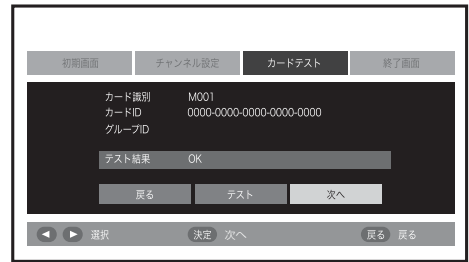 初期画面 チャンネル設定 カードテスト 終了画面
カード識別 M001
カードID 0000-0000-0000-0000-0000
グループID
テスト結果 OK
戻る テスト 次へ
選択 決定 次へ 戻る 戻る